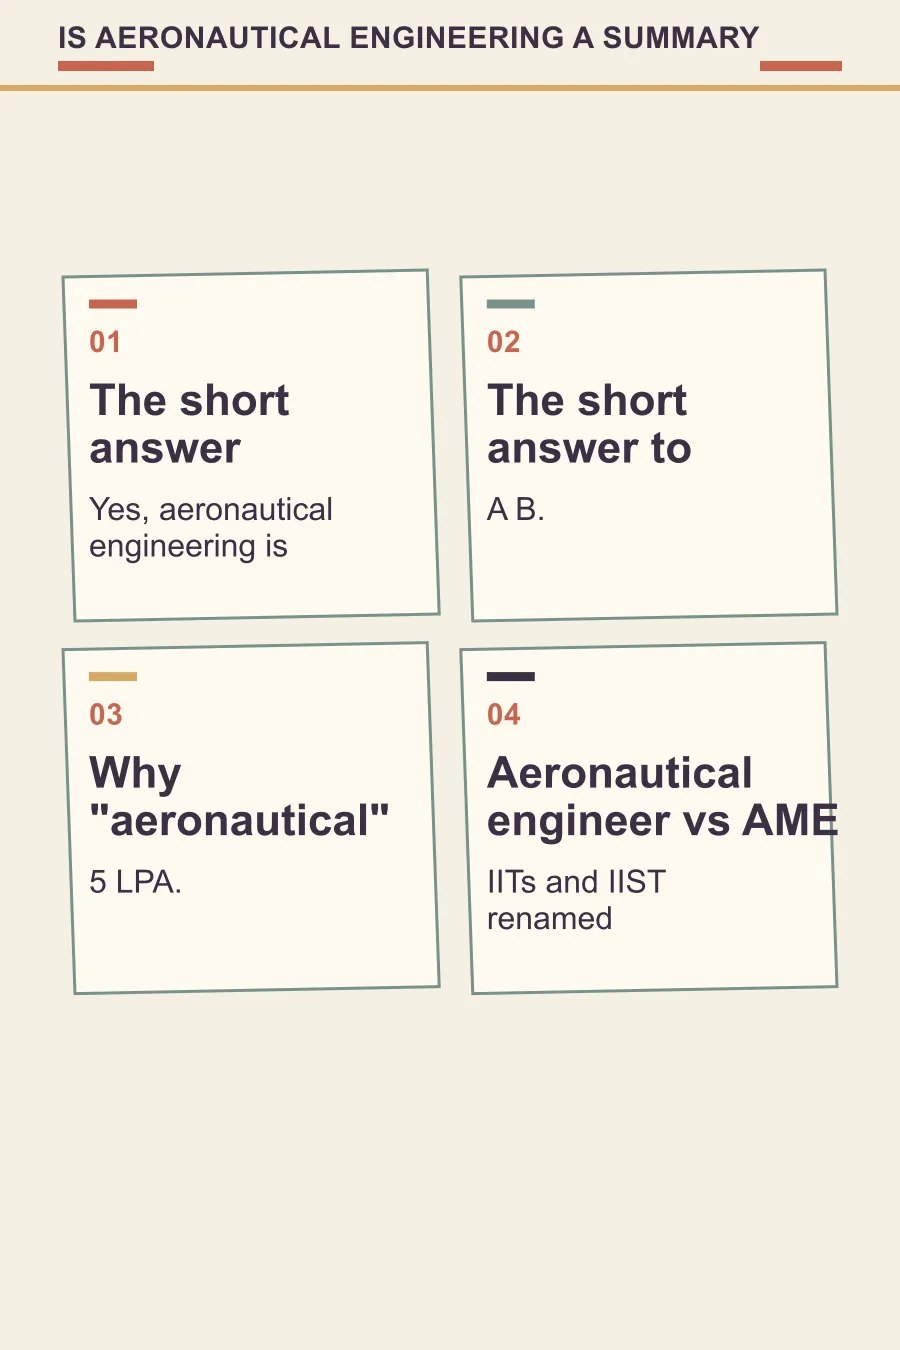 IS AERONAUTICAL ENGINEERING A SUMMARY
01
The short
answer
Yes, aeronautical
engineering is
02
The short
answer to
A B.
03
Why
"aeronautical"
5 LPA.
04
Aeronautical
engineer vs AME
IITs and IIST
renamed